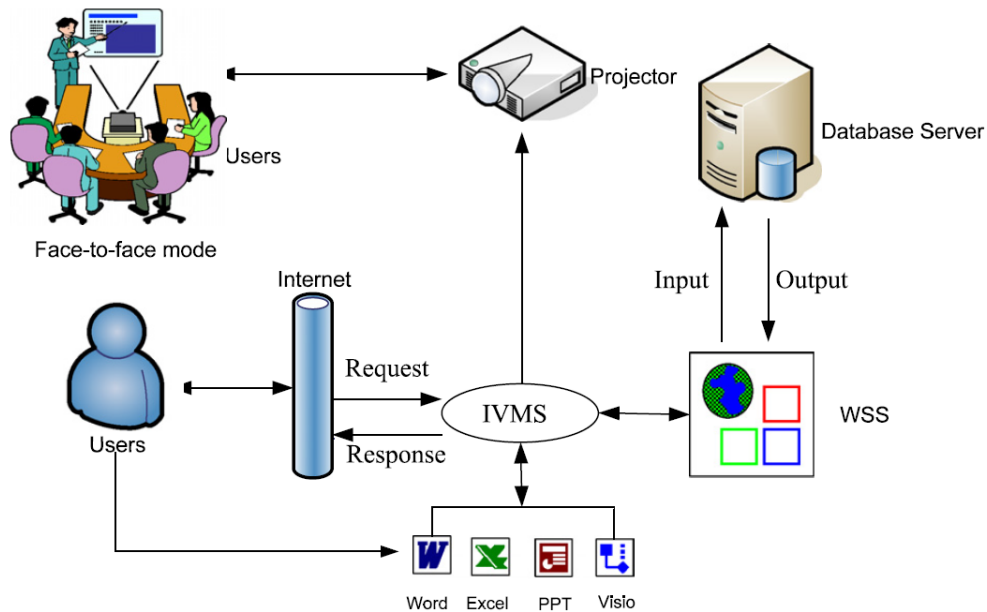 Projector
Database Server
Users
Face-to-face mode
Internet
Input
Output
Request
IVMS
WSS
Users
Response
W
Word
Excel
PPT
Visio